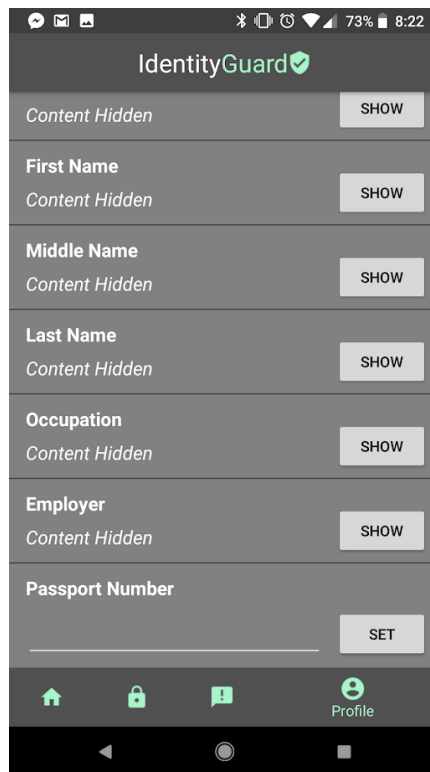 73% 8:22
IdentityGuard
Content Hidden
SHOW
First Name
Content Hidden
SHOW
Middle Name
Content Hidden
SHOW
Last Name
Content Hidden
SHOW
Occupation
Content Hidden
SHOW
Employer
Content Hidden
SHOW
Passport Number
SET
Profile